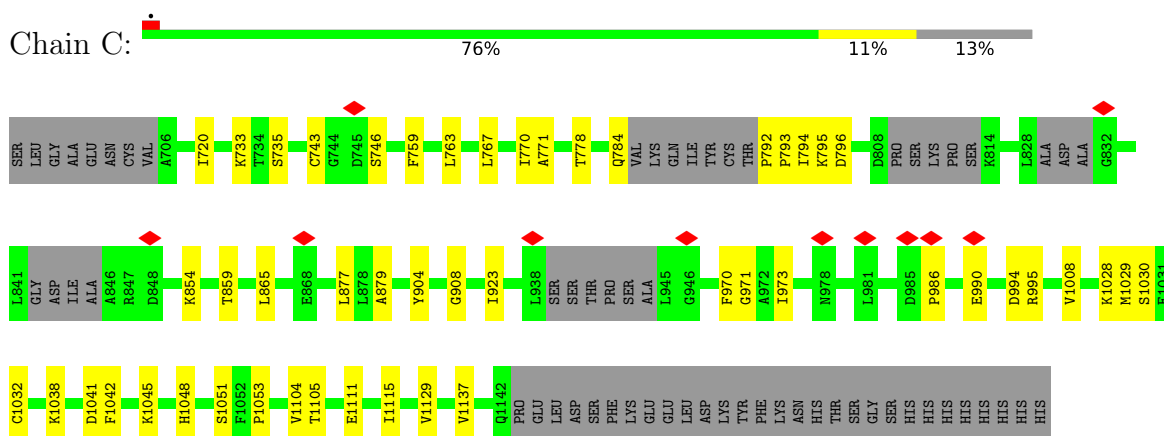 Chain C:
76% 11% 13%
SER LEU GLY ALA GLU ASN CYS VAL A706 I720 K733 T734 S735 C743 G744 D745 S746 F759 L763 L767 I770 A771 T778 Q784 VAL LYS GLN ILE TYR CYS THR P792 P793 I794 K795 D796 D808 PRO SER LYS PRO SER K814 L828 ALA ASP ALA G832
L841 GLY ASP ILE ALA A846 R847 D848 K854 T859 L865 E868 L877 L878 A879 Y904 G908 I923 L938 SER SER THR PRO SER ALA L945 G946 F970 G971 A972 I973 N978 L981 D985 P986 E990 D994 R995 V1008 K1028 M1029 S1030 E1031
C1032 K1038 D1041 F1042 K1045 H1048 S1051 F1052 P1053 V1104 T1105 E1111 I1115 V1129 V1137 Q1142 PRO GLU LEU ASP SER PHE LYS GLU GLU LEU ASP LYS TYR PHE LYS ASN HIS THR SER GLY SER HIS HIS HIS HIS HIS HIS HIS HIS